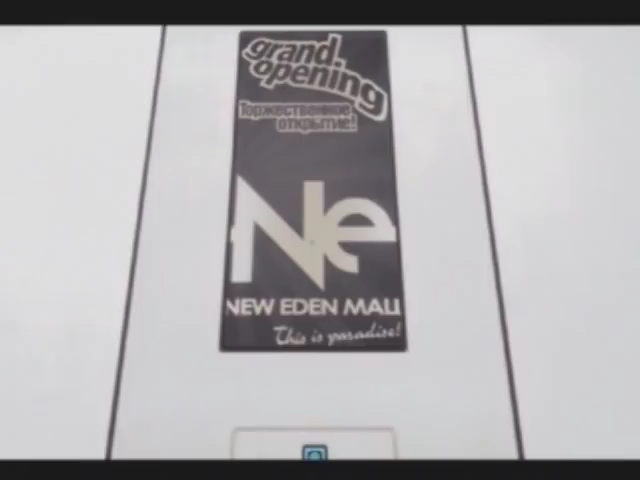 grand
opening
Торжественное
открытие!
Ne
NEW EDEN MALL
This is paradise!